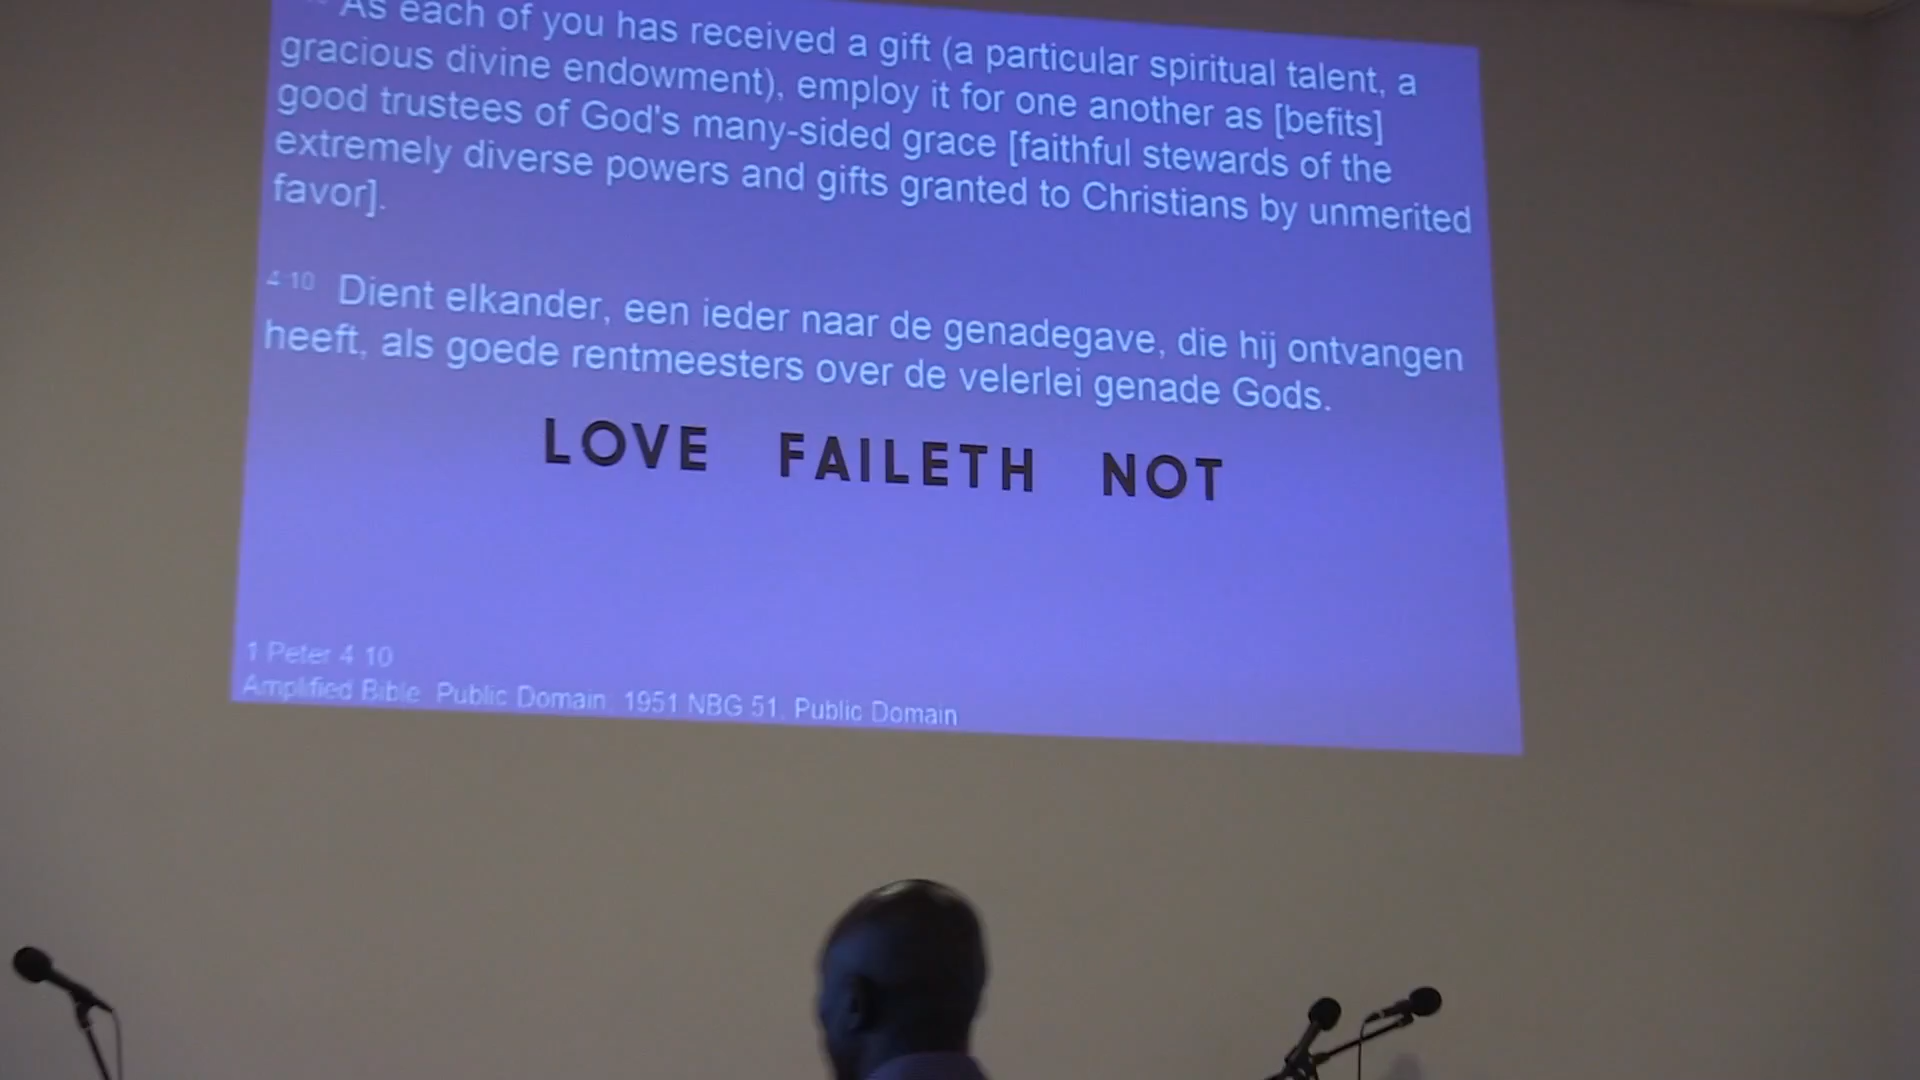 As each of you has received a gift (a particular spiritual talent, a
gracious divine endowment), employ it for one another as [befits]
good trustees of God's many-sided grace [faithful stewards of the
extremely diverse powers and gifts granted to Christians by unmerited
favor].
4:10 Dient elkander, een ieder naar de genadegave, die hij ontvangen
heeft, als goede rentmeesters over de velerlei genade Gods.
LOVE FAILETH NOT
1 Peter 4:10
Amplified Bible, Public Domain; 1951 NBG 51, Public Domain